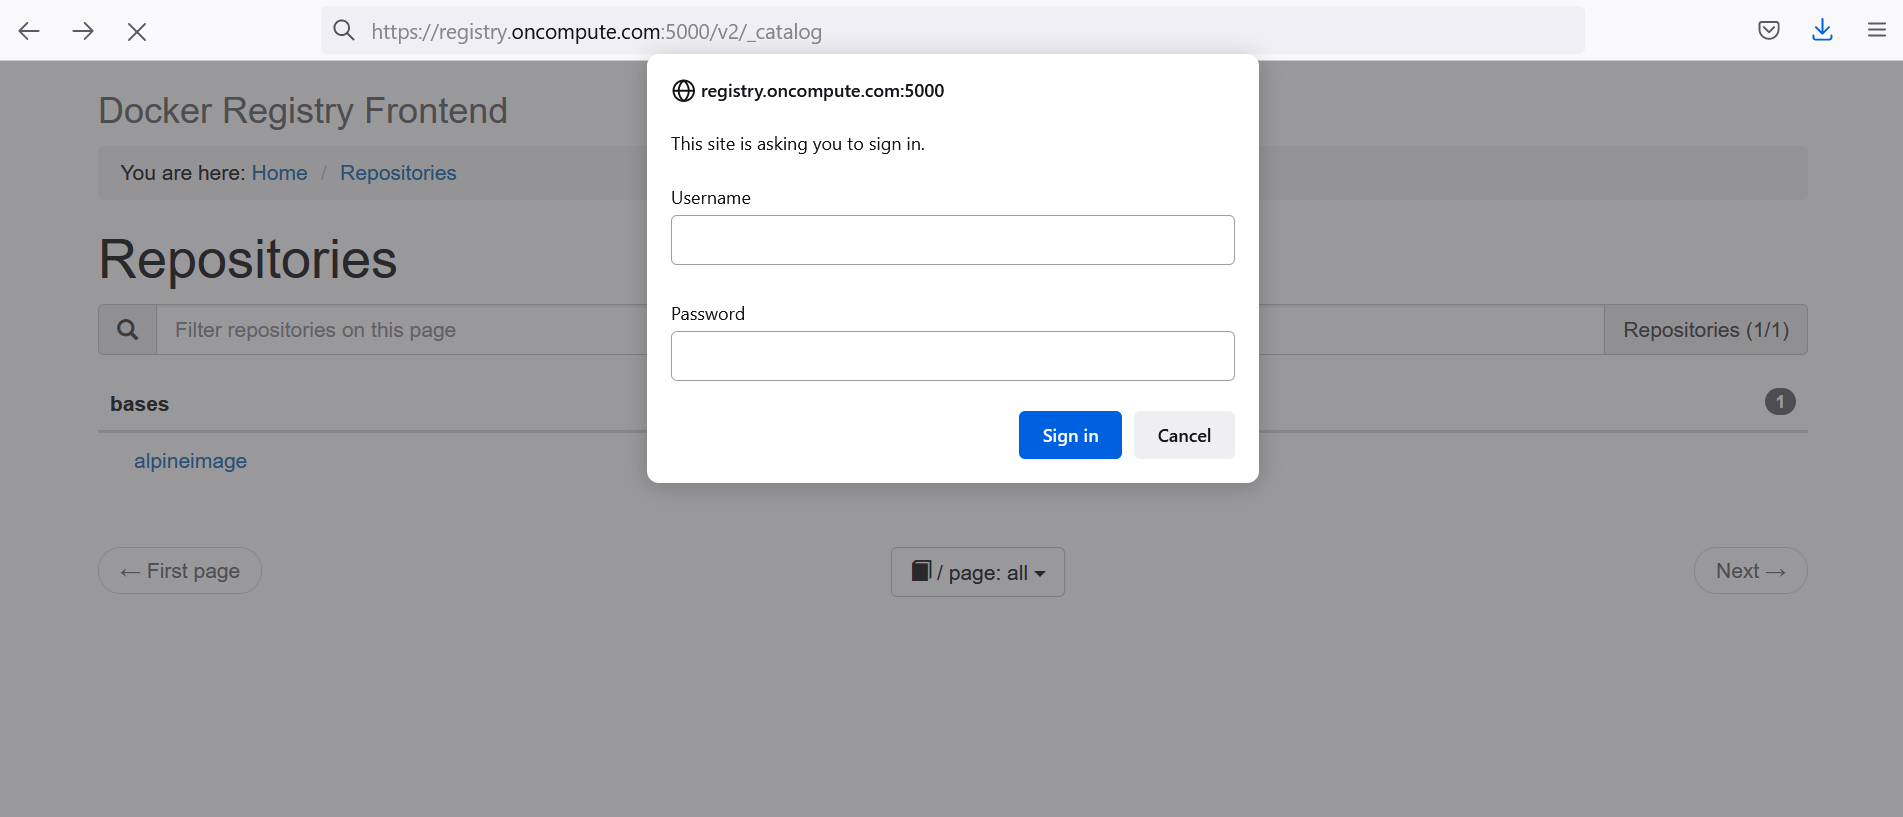 https://registry.oncompute.com:5000/v2/_catalog
Docker Registry Frontend
You are here: Home / Repositories
Repositories
Filter repositories on this page
Repositories (1/1)
bases
1
alpineimage
← First page
/ page: all
Next →
registry.oncompute.com:5000
This site is asking you to sign in.
Username
Password
Sign in
Cancel